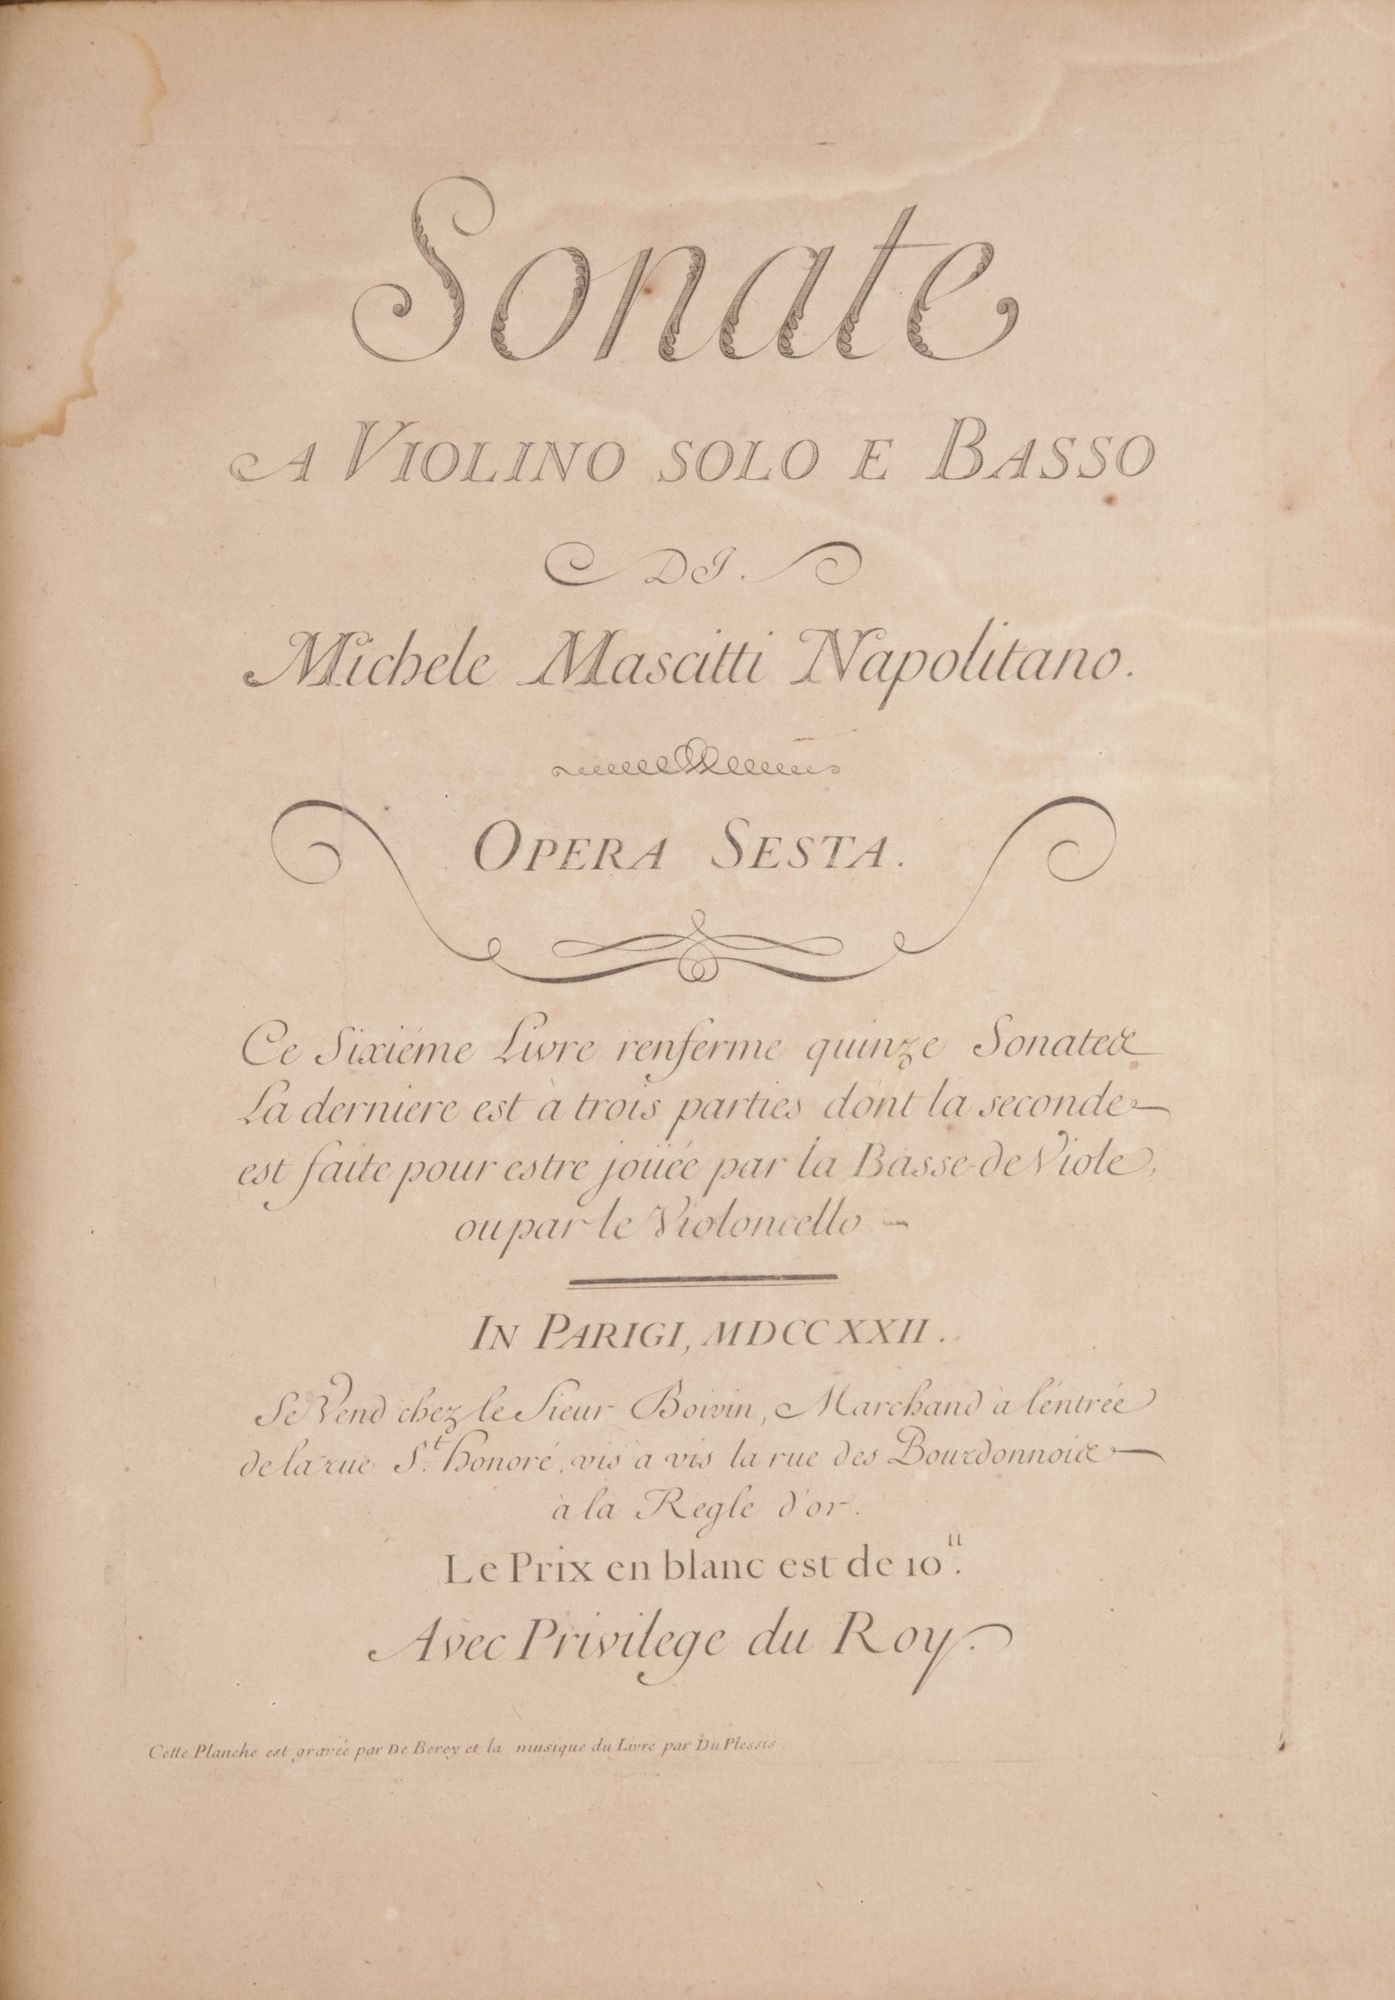 Sonate
A VIOLINO SOLO E BASSO
DI.
Michele Mascitti Napolitano.
OPERA SESTA.
Ce Sixiéme Livre renferme quinze Sonates
La derniere est à trois parties dont la seconde
est faite pour estre joüée par la Basse-de Viole,
ou par le Violoncello
IN PARIGI, MDCCXXII.
Se Vend chez le Sieur Boivin, Marchand à l'éntrée
de la rue St. honoré, vis à vis la rue des Bourdonnois
à la Regle d'or.
Le Prix en blanc est de 10ˡˡ.
Avec Privilege du Roy.
Cette Planche est gravée par De Berey et la musique du Livre par Du Plessis.